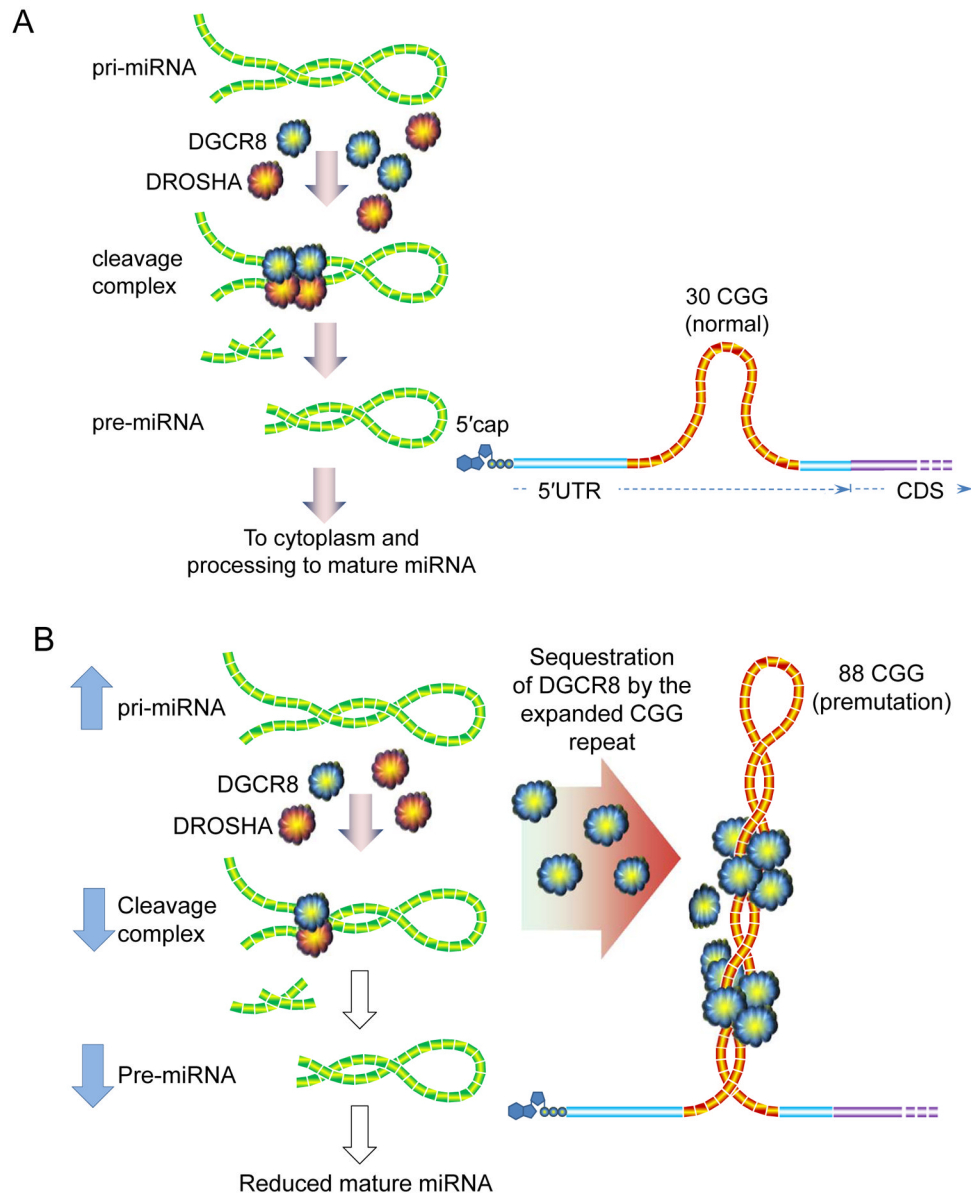 A
pri-miRNA
DGCR8
DROSHA
cleavage
complex
pre-miRNA
To cytoplasm and
processing to mature miRNA
30 CGG
(normal)
5′cap
5′UTR
CDS
B
pri-miRNA
DGCR8
DROSHA
Cleavage
complex
Pre-miRNA
Reduced mature miRNA
Sequestration
of DGCR8 by the
expanded CGG
repeat
88 CGG
(premutation)